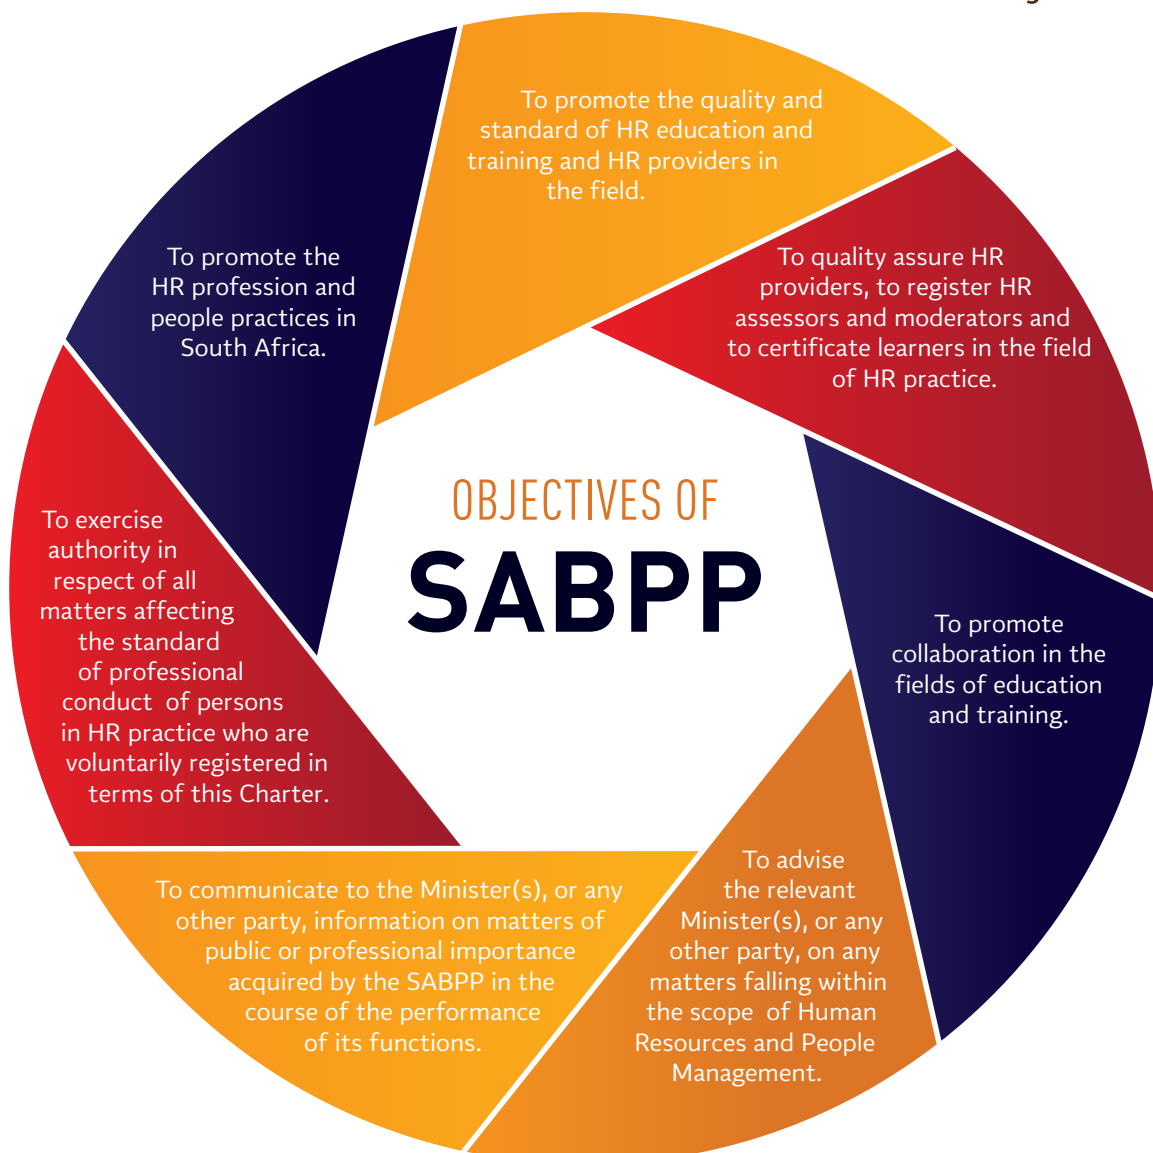 OBJECTIVES OF
SABPP
To promote the quality and
standard of HR education and
training and HR providers in
the field.
To quality assure HR
providers, to register HR
assessors and moderators and
to certificate learners in the field
of HR practice.
To promote
collaboration in the
fields of education
and training.
To advise
the relevant
Minister(s), or any
other party, on any
matters falling within
the scope of Human
Resources and People
Management.
To communicate to the Minister(s), or any
other party, information on matters of
public or professional importance
acquired by the SABPP in the
course of the performance
of its functions.
To exercise
authority in
respect of all
matters affecting
the standard
of professional
conduct of persons
in HR practice who are
voluntarily registered in
terms of this Charter.
To promote the
HR profession and
people practices in
South Africa.